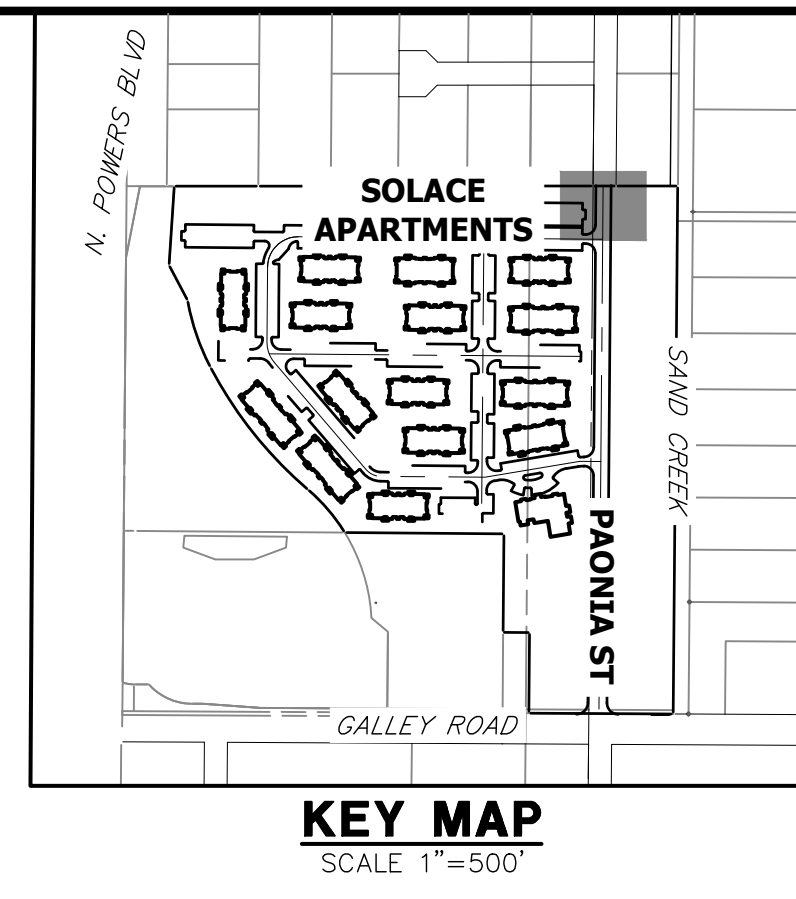 N. POWERS BLVD
SOLACE
APARTMENTS
SAND CREEK
PAONIA ST
GALLEY ROAD
KEY MAP
SCALE 1"=500'